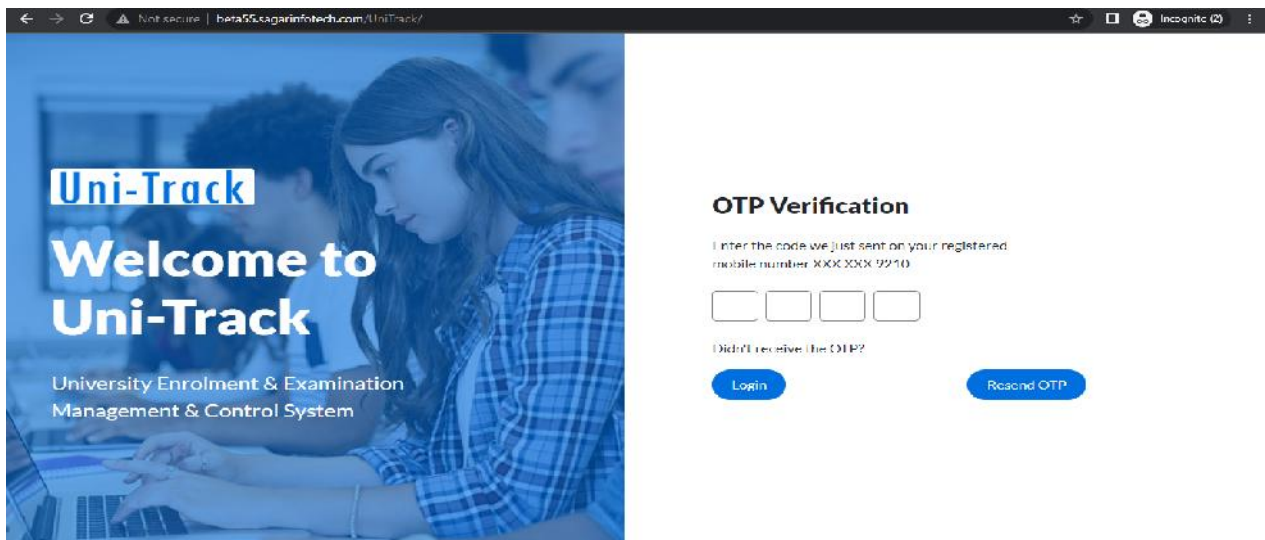 Not secure | beta55.sagarinfotech.com/UniTrack/
Incognito (2)
Uni-Track
Welcome to
Uni-Track
University Enrolment & Examination
Management & Control System
OTP Verification
Enter the code we just sent on your registered
mobile number XXX XXX 9210
Didn't receive the OTP?
Login
Resend OTP